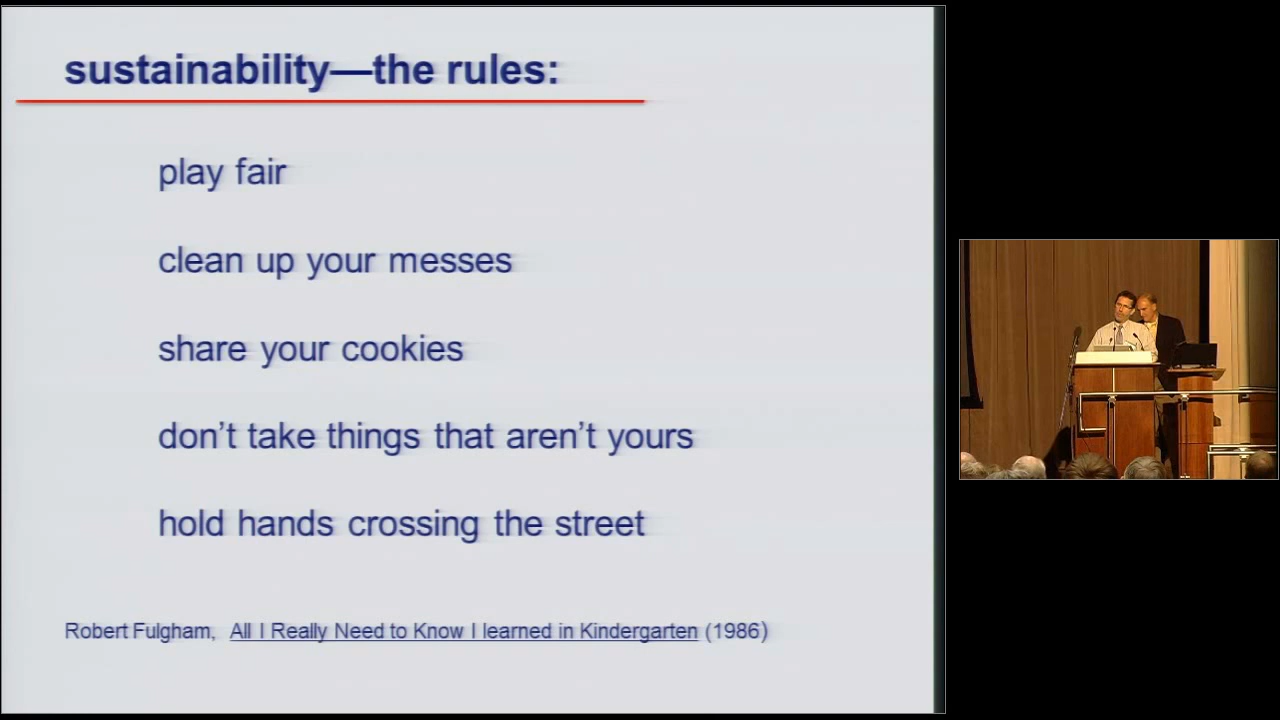 sustainability—the rules:
play fair
clean up your messes
share your cookies
don’t take things that aren’t yours
hold hands crossing the street
Robert Fulgham, All I Really Need to Know I learned in Kindergarten (1986)